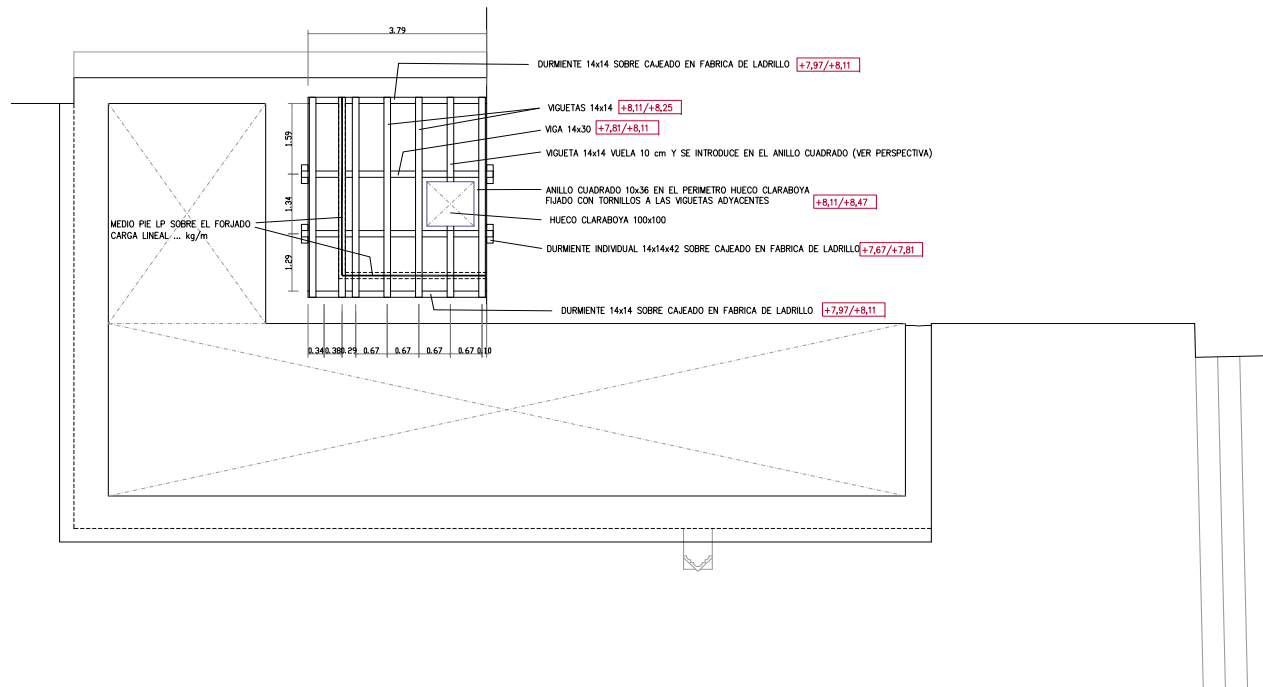 3.79
DURMIENTE 14x14 SOBRE CAJEADO EN FABRICA DE LADRILLO +7,97/+8,11
VIGUETAS 14x14 +8,11/+8,25
VIGA 14x30 +7,81/+8,11
1.59
VIGUETA 14x14 VUELA 10 cm Y SE INTRODUCE EN EL ANILLO CUADRADO (VER PERSPECTIVA)
ANILLO CUADRADO 10x36 EN EL PERIMETRO HUECO CLARABOYA
FIJADO CON TORNILLOS A LAS VIGUETAS ADYACENTES +8,11/+8,47
1.34
HUECO CLARABOYA 100x100
MEDIO PIE LP SOBRE EL FORJADO
CARGA LINEAL ... kg/m
DURMIENTE INDIVIDUAL 14x14x42 SOBRE CAJEADO EN FABRICA DE LADRILLO +7,67/+7,81
1.29
DURMIENTE 14x14 SOBRE CAJEADO EN FABRICA DE LADRILLO +7,97/+8,11
0.34 0.38 0.29 0.67 0.67 0.67 0.67 0.10